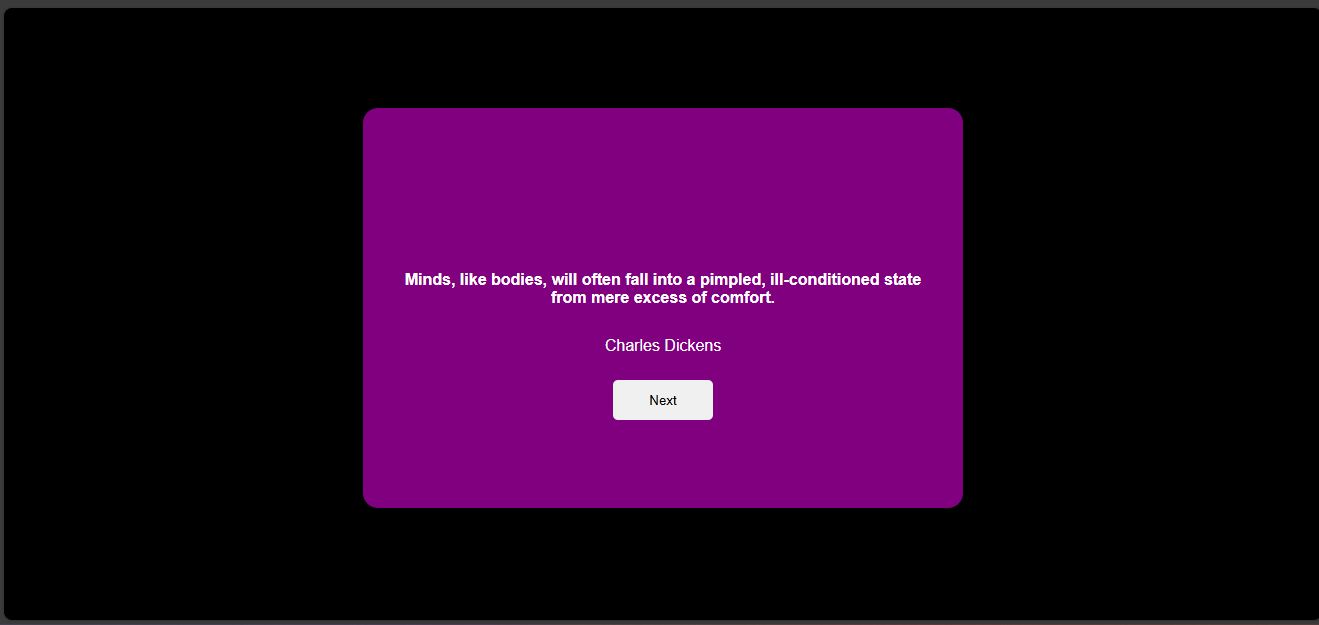 Minds, like bodies, will often fall into a pimpled, ill-conditioned state
from mere excess of comfort.
Charles Dickens
Next